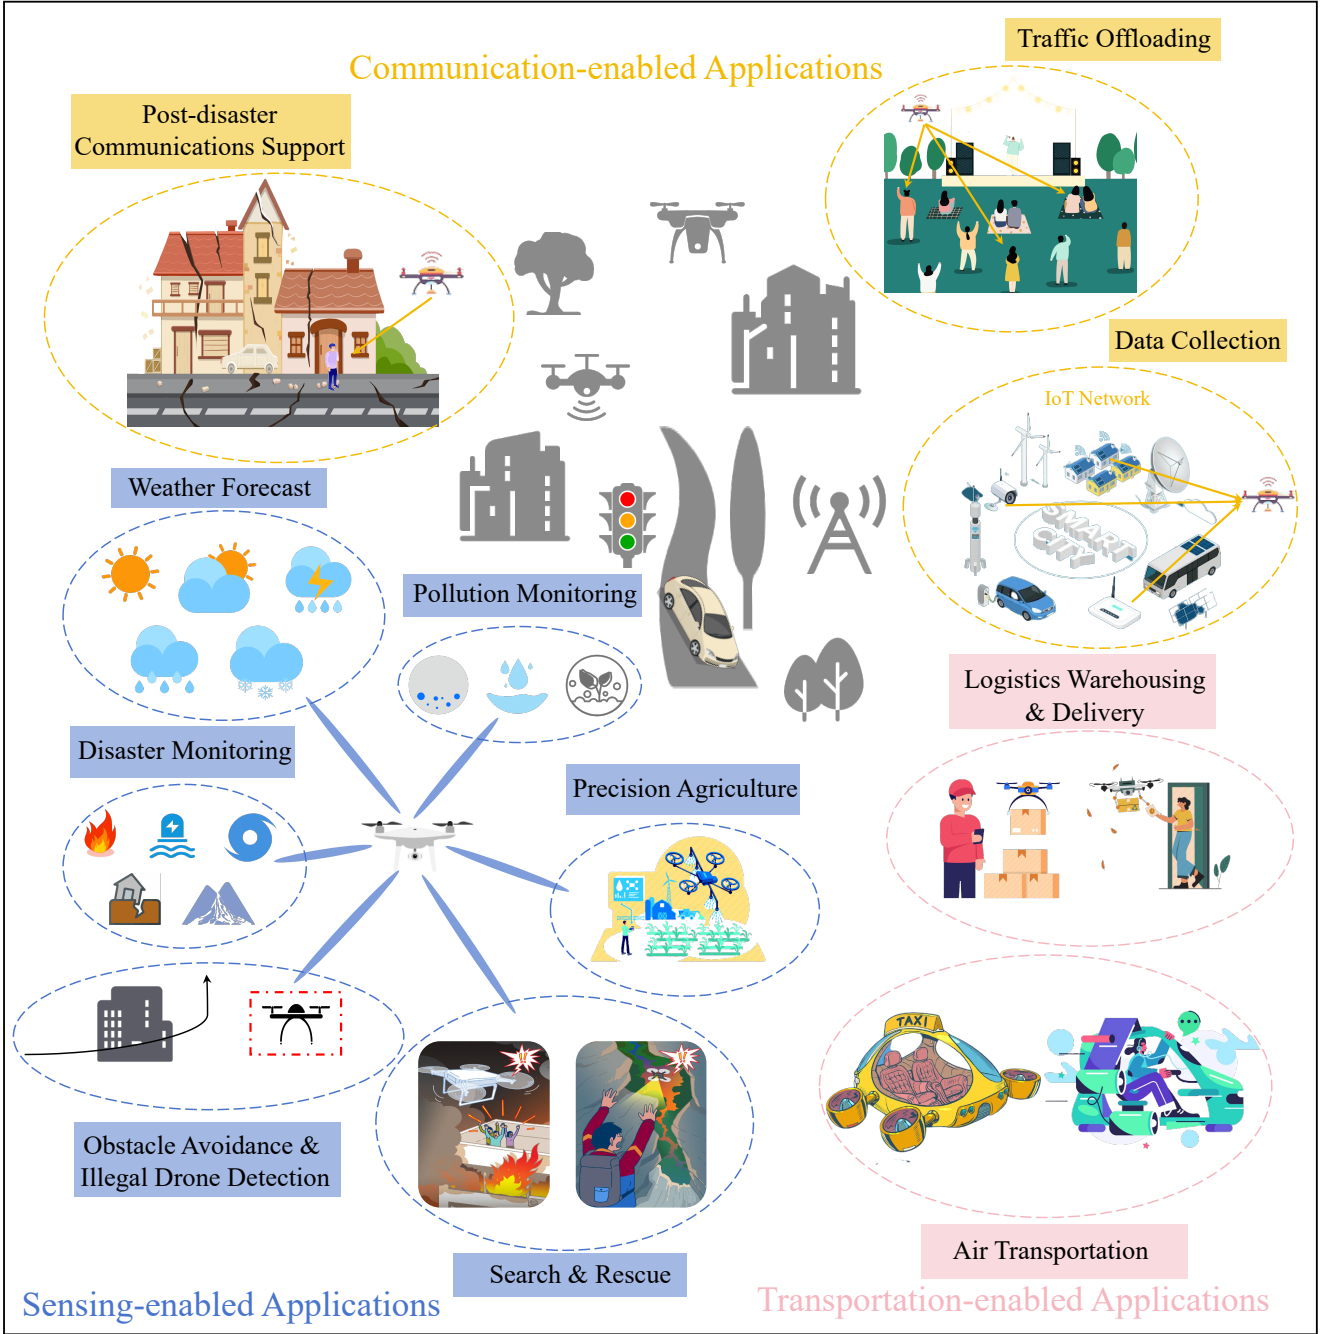 Communication-enabled Applications
Traffic Offloading
Post-disaster
Communications Support
Data Collection
IoT Network
SMART
CITY
Weather Forecast
Pollution Monitoring
Logistics Warehousing
& Delivery
Disaster Monitoring
Precision Agriculture
TAXI
Obstacle Avoidance &
Illegal Drone Detection
Air Transportation
Search & Rescue
Sensing-enabled Applications
Transportation-enabled Applications